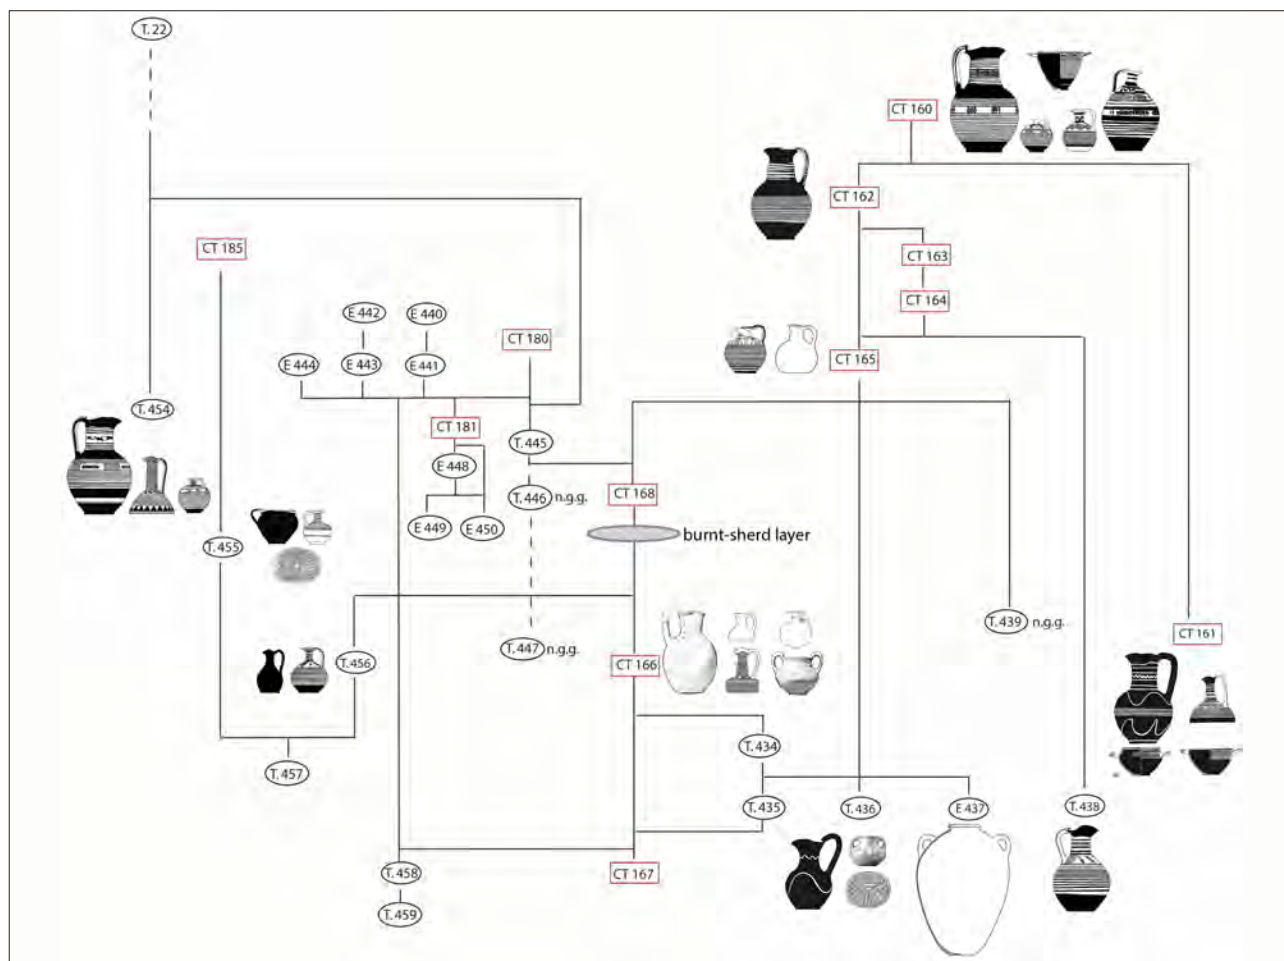 T.22
CT 160
CT 162
CT 185
CT 163
CT 164
E 442
E 440
CT 180
E 444
E 443
E 441
CT 165
T.454
CT 181
T.445
E 448
T.446 n.g.g.
CT 168
E 449
E 450
burnt-sherd layer
T.455
T.447 n.g.g.
T.439 n.g.g.
CT 161
T.456
CT 166
T.434
T.457
T.435
T.436
E 437
T.438
T.458
CT 167
T.459